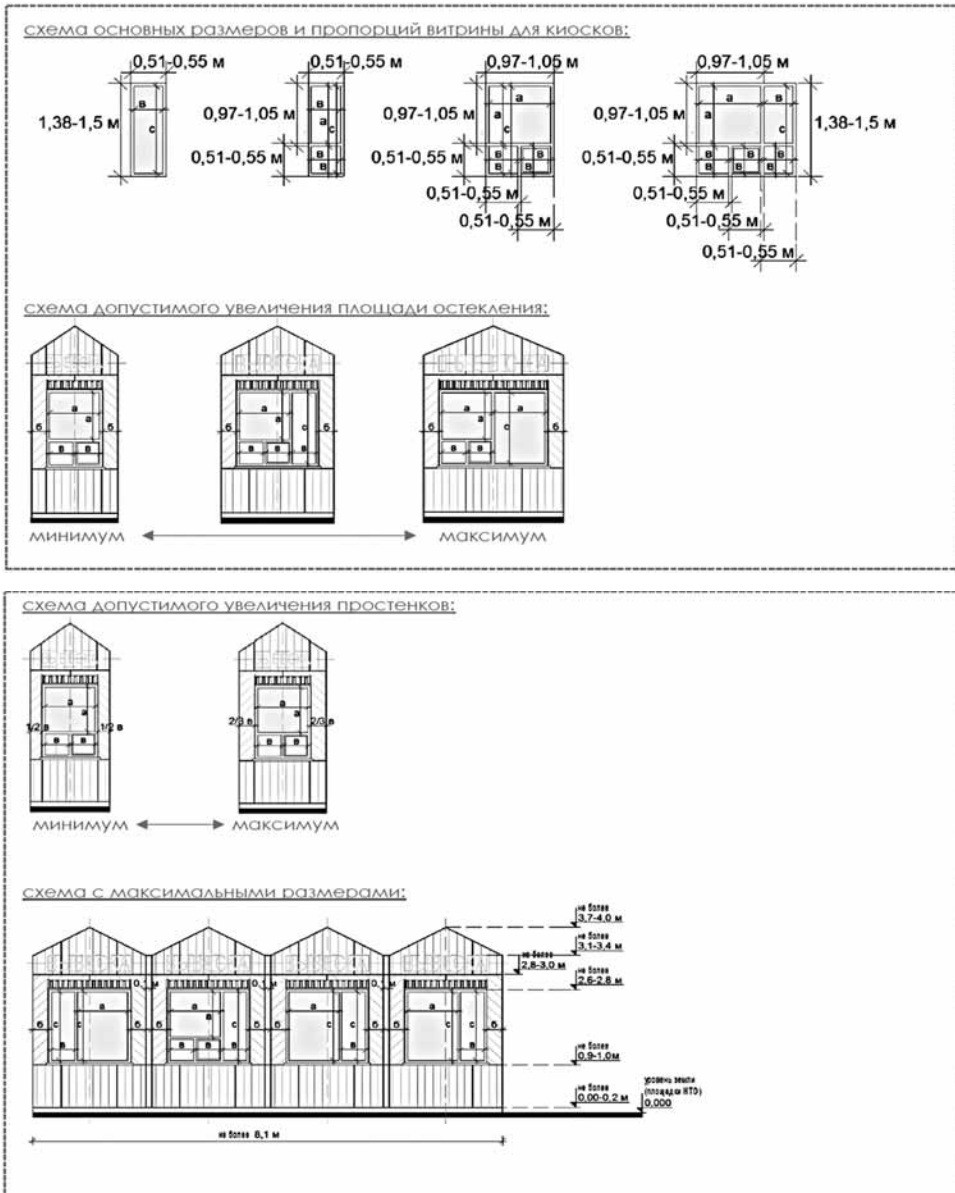 схема основных размеров и пропорций витрины для киосков:
0,51-0,55 м 0,51-0,55 м 0,97-1,05 м 0,97-1,05 м
в в а а в
1,38-1,5 м 0,97-1,05 м 0,97-1,05 м 0,97-1,05 м 1,38-1,5 м
с а с а с а с
0,51-0,55 м 0,51-0,55 м 0,51-0,55 м
в в в в в в в
в в в в в в
0,51-0,55 м 0,51-0,55 м
0,51-0,55 м 0,51-0,55 м
0,51-0,55 м
схема допустимого увеличения площади остекления:
ВЫВЕСКА ВЫВЕСКА
а а а
б а б б а с б б а с б
в в в в в в в
минимум максимум
схема допустимого увеличения простенков:
а а
1/2 в а 1/2 в 2/3 в а 2/3 в
в в в в
минимум максимум
схема с максимальными размерами:
не более
3,7-4,0 м
не более
3,1-3,4 м
не более
2,8-3,0 м
не более
2,6-2,8 м
а а а а
б с с б б а с б б с с б б с с б
в в в в в в
не более
0,9-1,0м
не более
0,00-0,2 м
уровень земли
(площадки НТО)
0,000
не более 8,1 м